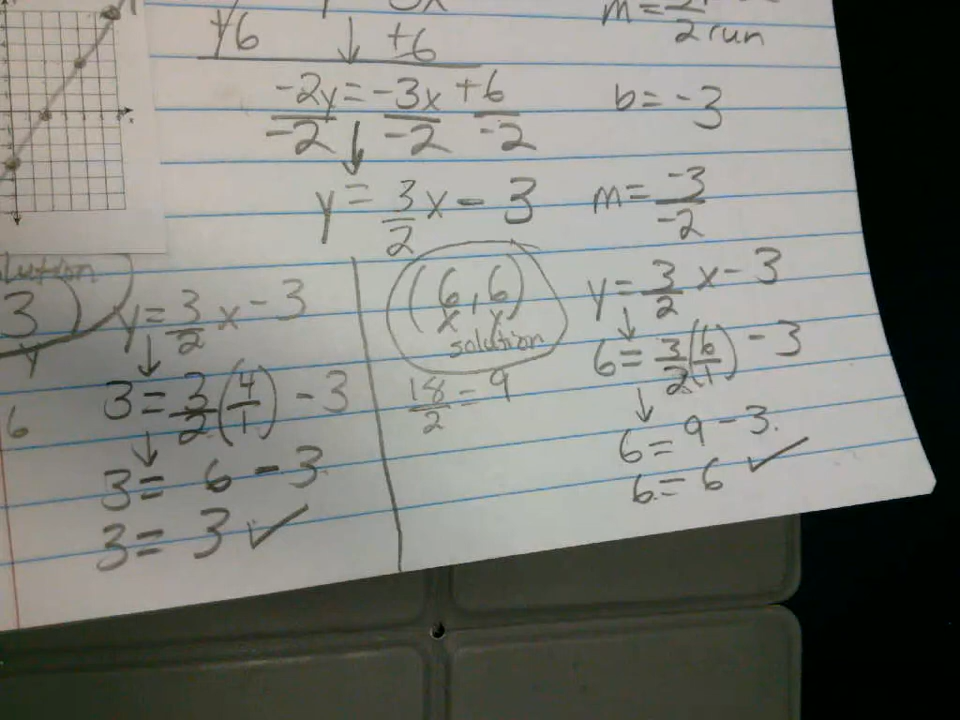 +6 +6 2 run
-2y = -3x +6 b = -3
-2 -2 -2
y = 3/2 x - 3 m = -3/-2
(6, 6)
x y
solution
18/2 = 9
3) y = 3/2 x - 3
y
3 = 3/2 (4/1) - 3
6
3 = 6 - 3
3 = 3 ✓
y = 3/2 x - 3
6 = 3/2 (6/1) - 3
6 = 9 - 3
6 = 6 ✓